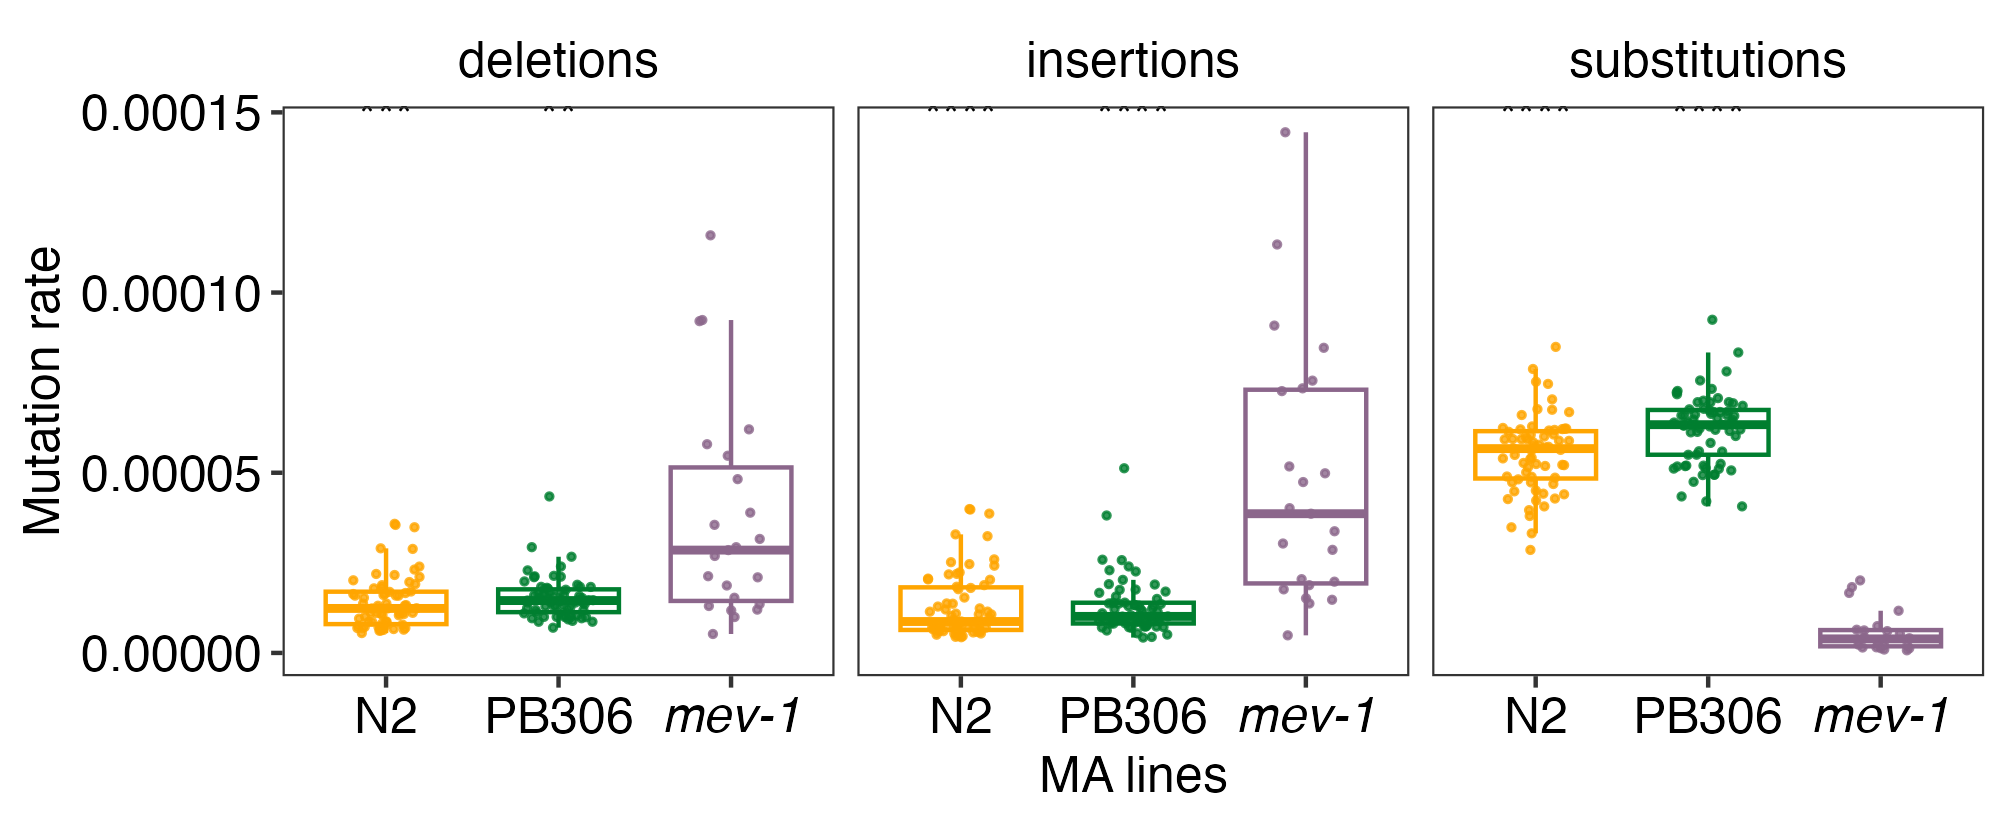 deletions insertions substitutions
0.00015
0.00010
0.00005
0.00000
Mutation rate
N2 PB306 mev-1 N2 PB306 mev-1 N2 PB306 mev-1
MA lines